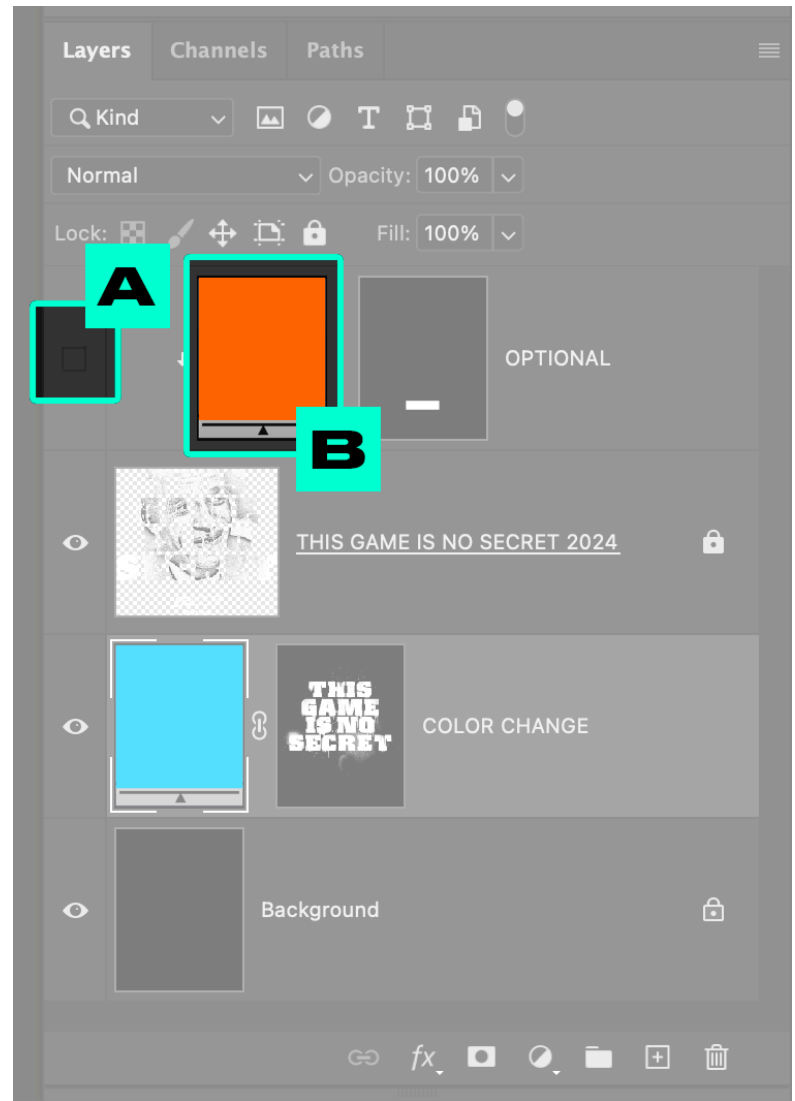 Layers Channels Paths
Kind
Normal Opacity: 100%
Lock: Fill: 100%
A
B
OPTIONAL
THIS GAME IS NO SECRET 2024
THIS
GAME
IS NO
SECRET
COLOR CHANGE
Background
fx